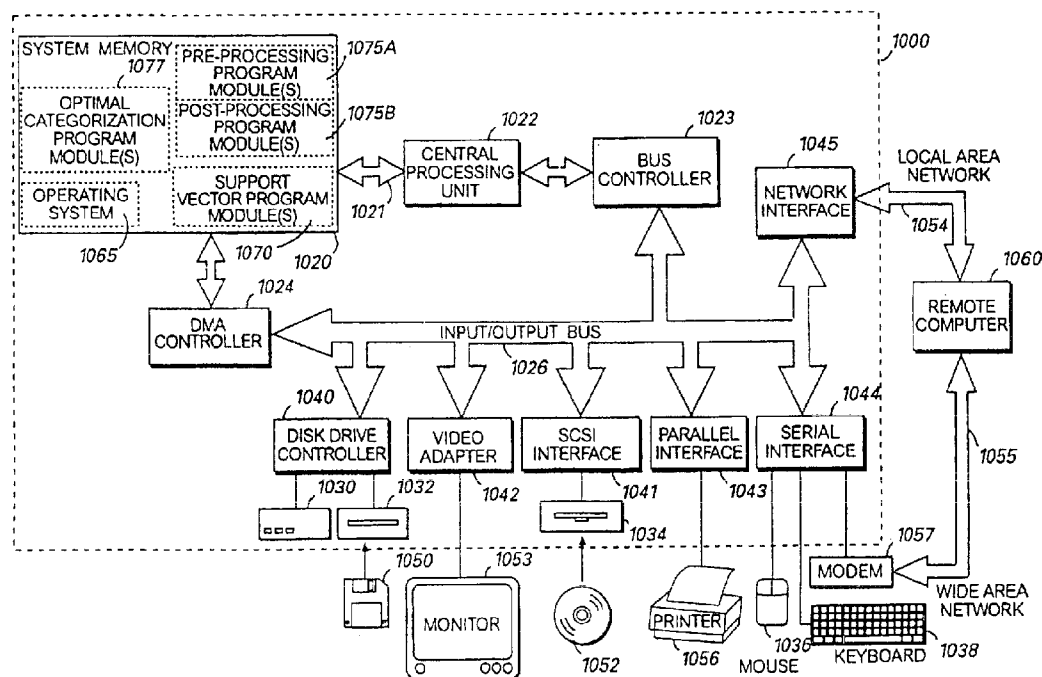 1000
SYSTEM MEMORY
1077
1075A
PRE-PROCESSING
PROGRAM
MODULE(S)
OPTIMAL
CATEGORIZATION
PROGRAM
MODULE(S)
1075B
POST-PROCESSING
PROGRAM
MODULE(S)
OPERATING
SYSTEM
1065
SUPPORT
VECTOR PROGRAM
MODULE(S)
1070
1020
1021
1022
CENTRAL
PROCESSING
UNIT
1023
BUS
CONTROLLER
1045
NETWORK
INTERFACE
LOCAL AREA
NETWORK
1054
1060
REMOTE
COMPUTER
1024
DMA
CONTROLLER
INPUT/OUTPUT BUS
1026
1040
DISK DRIVE
CONTROLLER
VIDEO
ADAPTER
1042
SCSI
INTERFACE
1041
PARALLEL
INTERFACE
1043
1044
SERIAL
INTERFACE
1055
1030
1032
1034
1050
1053
MONITOR
1052
PRINTER
1056
1036
MOUSE
1057
MODEM
WIDE AREA
NETWORK
KEYBOARD
1038